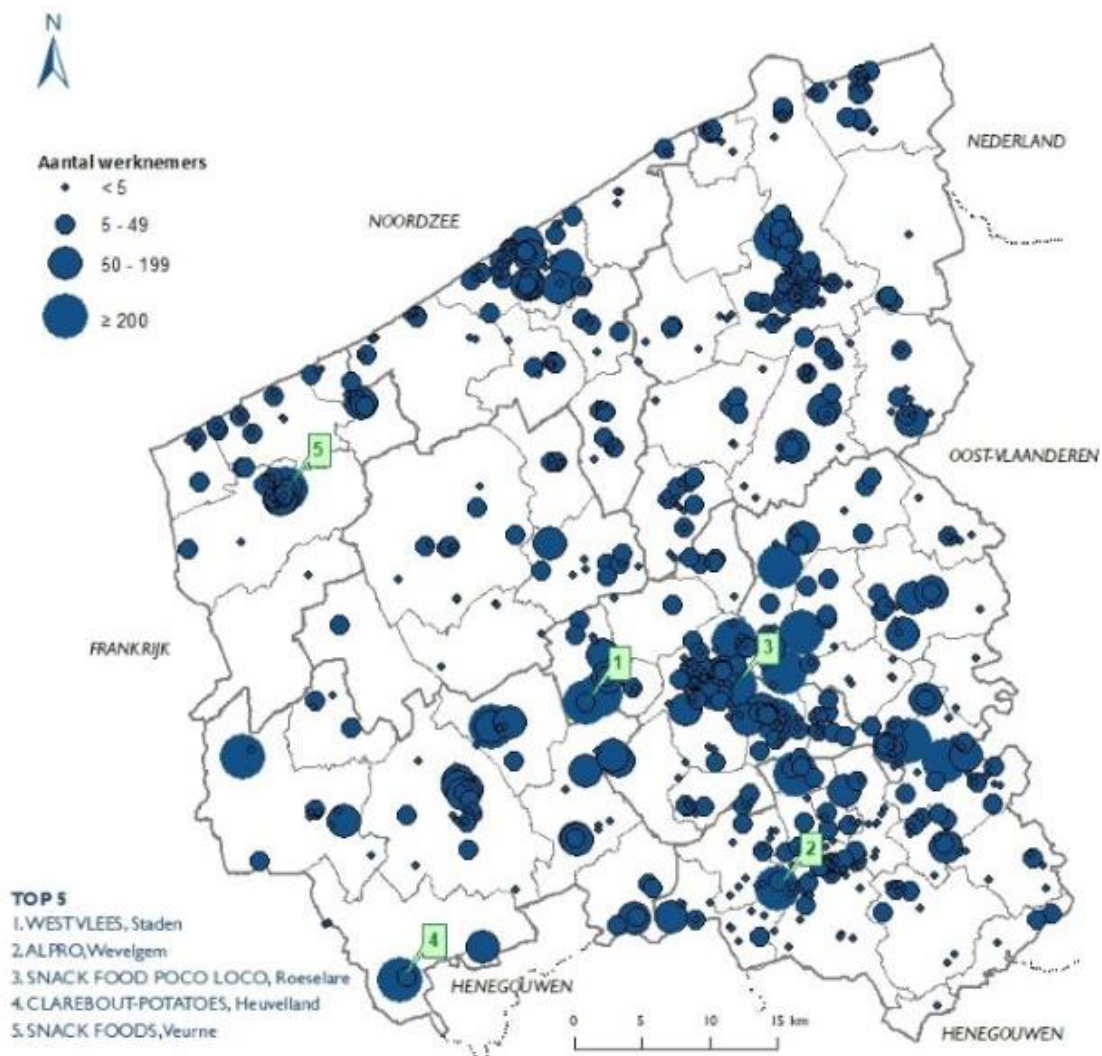 N
Aantal werknemers
< 5
5 - 49
50 - 199
≥ 200
NEDERLAND
NOORDZEE
5
OOST-VLAANDEREN
FRANKRIJK
1
3
2
4
TOP 5
1. WESTVLEES, Staden
2. ALPRO, Wevelgem
3. SNACK FOOD POCO LOCO, Roeselare
4. CLAREBOUT-POTATOES, Heuvelland
5. SNACK FOODS, Veurne
HENEGOUWEN
0 5 10 15 km
HENEGOUWEN